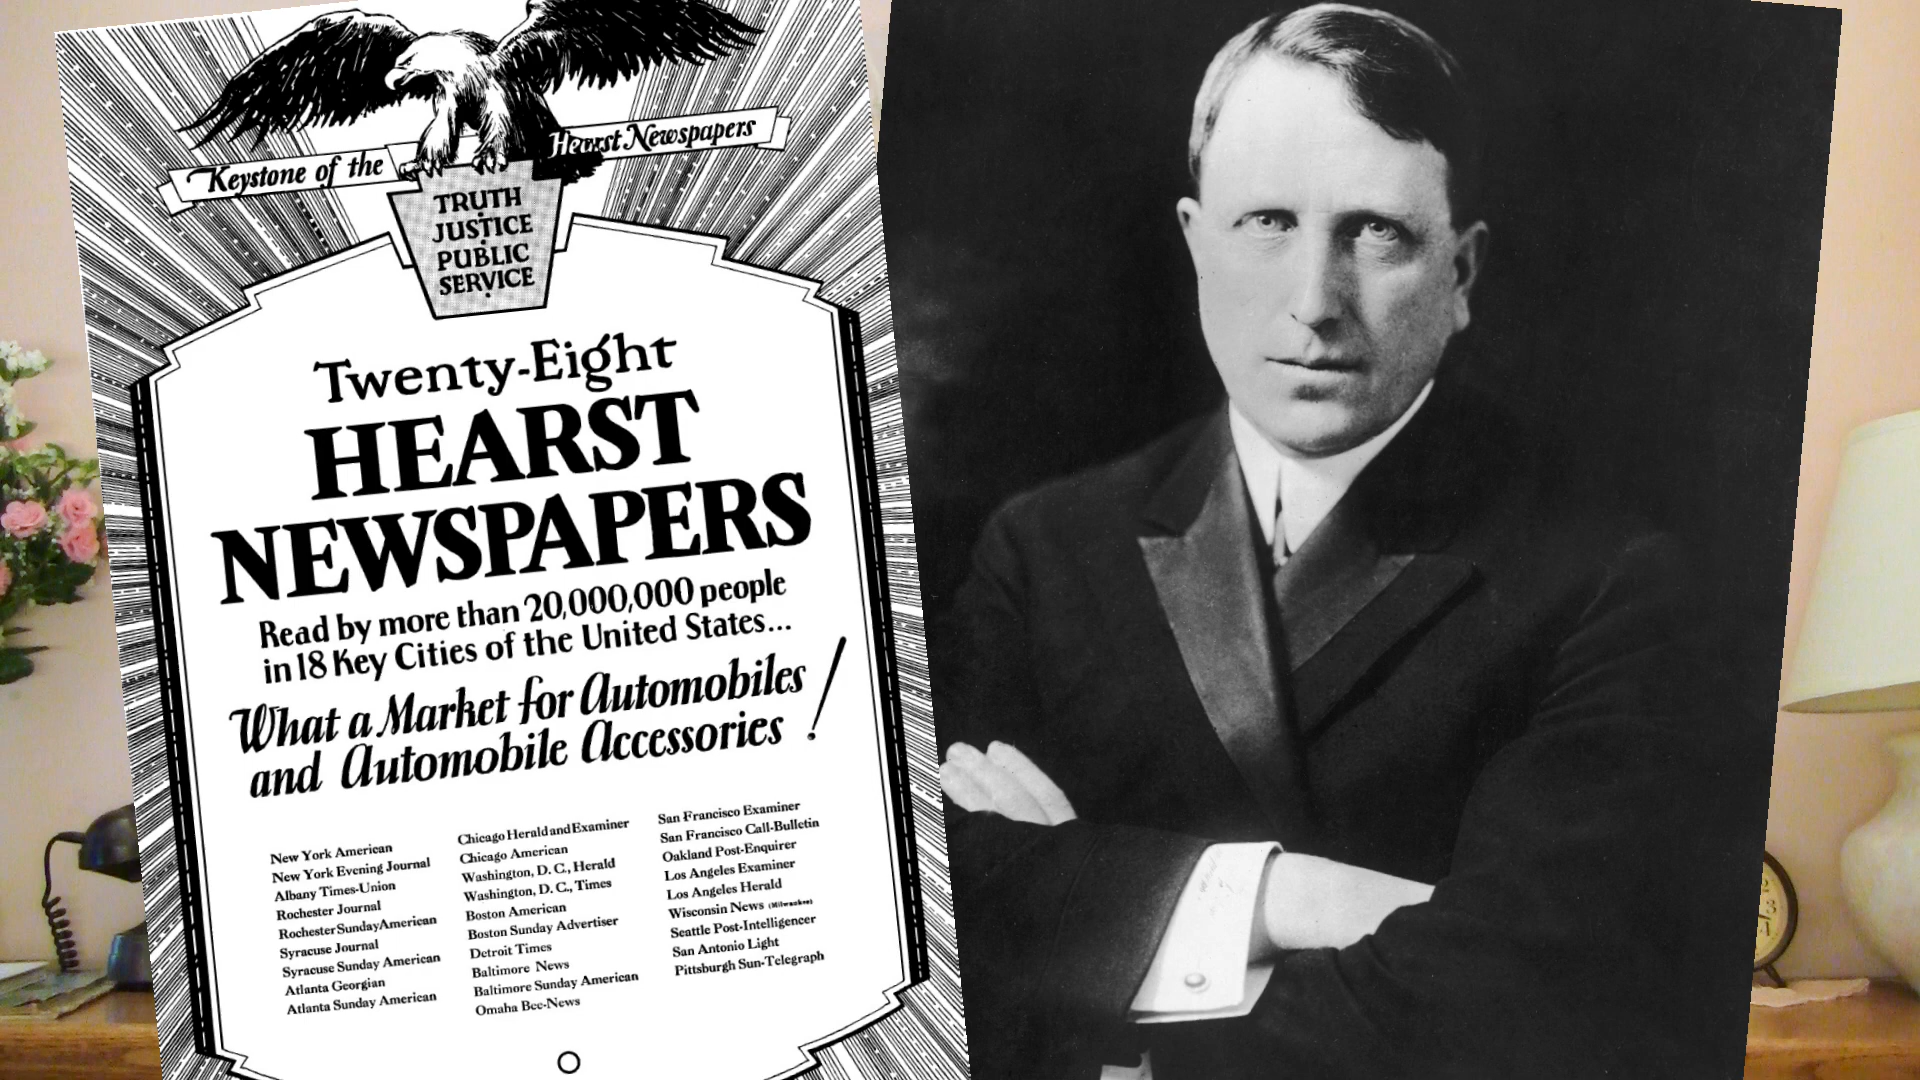 Keystone of the Hearst Newspapers
TRUTH
JUSTICE
PUBLIC
SERVICE
Twenty-Eight
HEARST
NEWSPAPERS
Read by more than 20,000,000 people
in 18 Key Cities of the United States...
What a Market for Automobiles
and Automobile Accessories!
New York American
New York Evening Journal
Albany Times-Union
Rochester Journal
Rochester Sunday American
Syracuse Journal
Syracuse Sunday American
Atlanta Georgian
Atlanta Sunday American
Chicago Herald and Examiner
Chicago American
Washington, D. C., Herald
Washington, D. C., Times
Boston American
Boston Sunday Advertiser
Detroit Times
Baltimore News
Baltimore Sunday American
Omaha Bee-News
San Francisco Examiner
San Francisco Call-Bulletin
Oakland Post-Enquirer
Los Angeles Examiner
Los Angeles Herald
Wisconsin News (Milwaukee)
Seattle Post-Intelligencer
San Antonio Light
Pittsburgh Sun-Telegraph